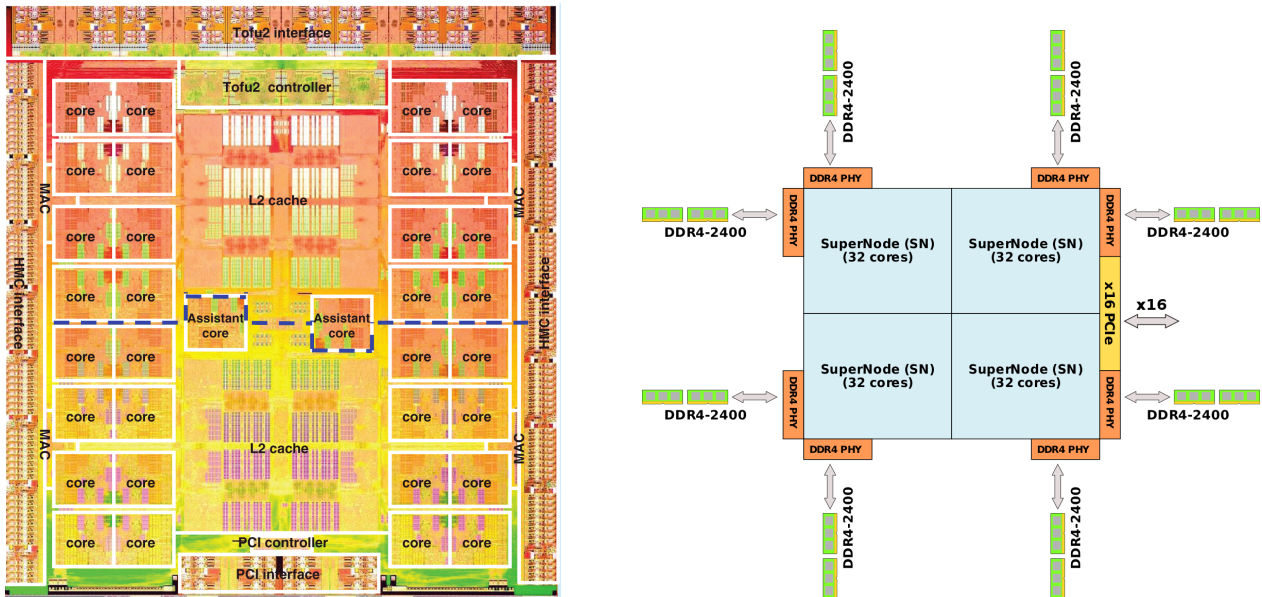 Tofu2 interface
Tofu2 controller
core core core core
core core core core
L2 cache
MAC MAC
core core core core
HMC interface HMC interface
core core core core
Assistant core Assistant core
core core core core
core core core core
MAC MAC
L2 cache
core core core core
core core core core
PCI controller
PCI interface
DDR4-2400 DDR4-2400
DDR4 PHY DDR4 PHY
DDR4 PHY DDR4 PHY
DDR4-2400 DDR4-2400
SuperNode (SN) SuperNode (SN)
(32 cores) (32 cores)
x16 PCIe x16
SuperNode (SN) SuperNode (SN)
(32 cores) (32 cores)
DDR4 PHY DDR4 PHY
DDR4-2400 DDR4-2400
DDR4 PHY DDR4 PHY
DDR4-2400 DDR4-2400